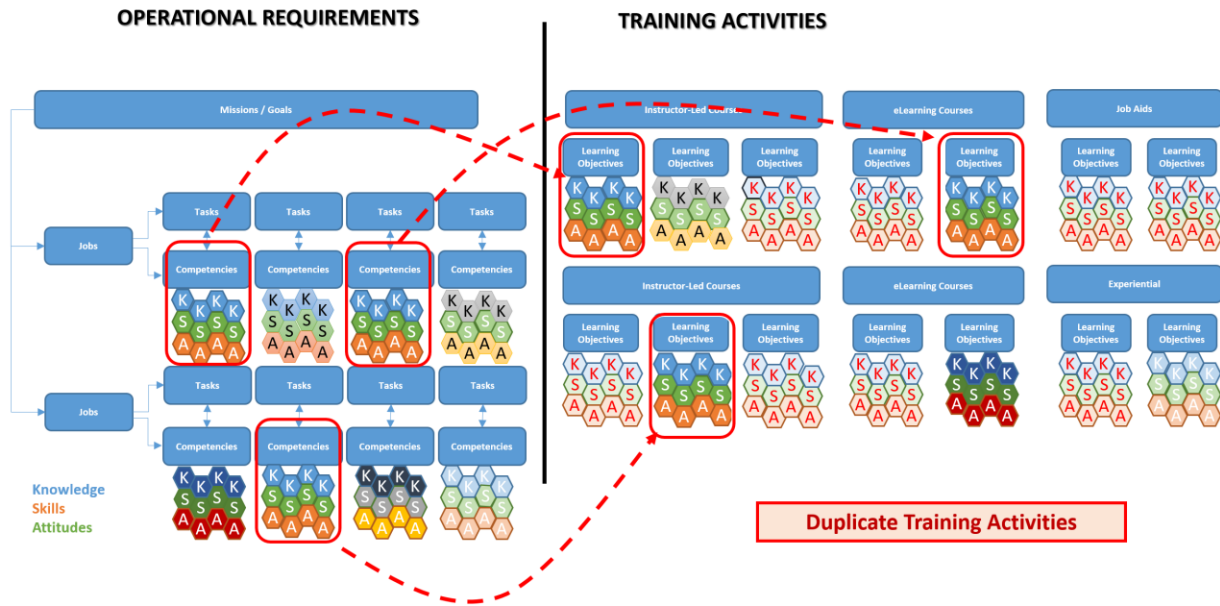 OPERATIONAL REQUIREMENTS
Missions / Goals
Jobs
Tasks
Tasks
Tasks
Tasks
Competencies
Competencies
Competencies
Competencies
K K K K
S S S S
A A A A
K K K K
S S S S
A A A A
K K K K
S S S S
A A A A
K K K K
S S S S
A A A A
Jobs
Tasks
Tasks
Tasks
Tasks
Competencies
Competencies
Competencies
Competencies
K K K K
S S S S
A A A A
K K K K
S S S S
A A A A
K K K K
S S S S
A A A A
K K K K
S S S S
A A A A
Knowledge
Skills
Attitudes
TRAINING ACTIVITIES
Instructor-Led Courses
Learning
Objectives
K K K K
S S S S
A A A A
Learning
Objectives
K K K K
S S S S
A A A A
Learning
Objectives
K K K K
S S S S
A A A A
eLearning Courses
Learning
Objectives
K K K K
S S S S
A A A A
Learning
Objectives
K K K K
S S S S
A A A A
Job Aids
Learning
Objectives
K K K K
S S S S
A A A A
Learning
Objectives
K K K K
S S S S
A A A A
Instructor-Led Courses
Learning
Objectives
K K K K
S S S S
A A A A
Learning
Objectives
K K K K
S S S S
A A A A
Learning
Objectives
K K K K
S S S S
A A A A
eLearning Courses
Learning
Objectives
K K K K
S S S S
A A A A
Learning
Objectives
K K K K
S S S S
A A A A
Experiential
Learning
Objectives
K K K K
S S S S
A A A A
Learning
Objectives
K K K K
S S S S
A A A A
Duplicate Training Activities